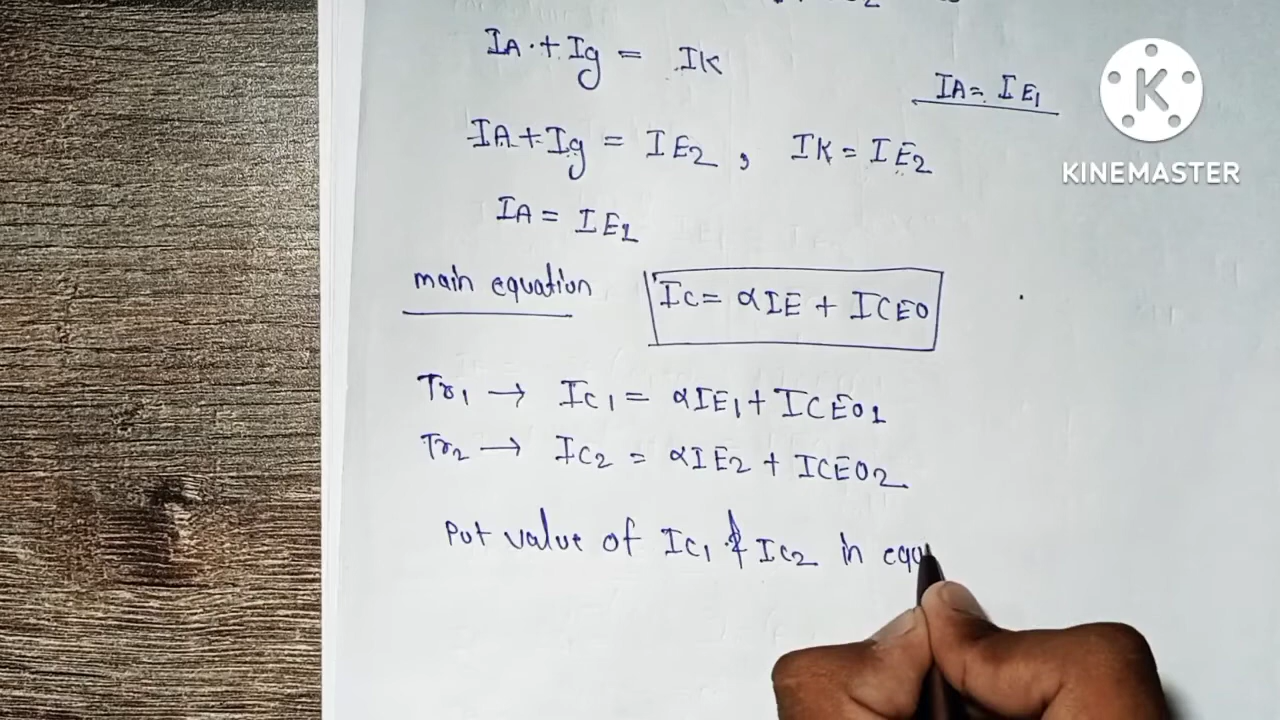 IA + Ig = IK
IA = IE1
IA + Ig = IE2 , IK = IE2
IA = IE1
main equation IC = αIE + ICEO
Tr1 → IC1 = αIE1 + ICEO1
Tr2 → IC2 = αIE2 + ICEO2
Put value of IC1 & IC2 in equ
KINEMASTER